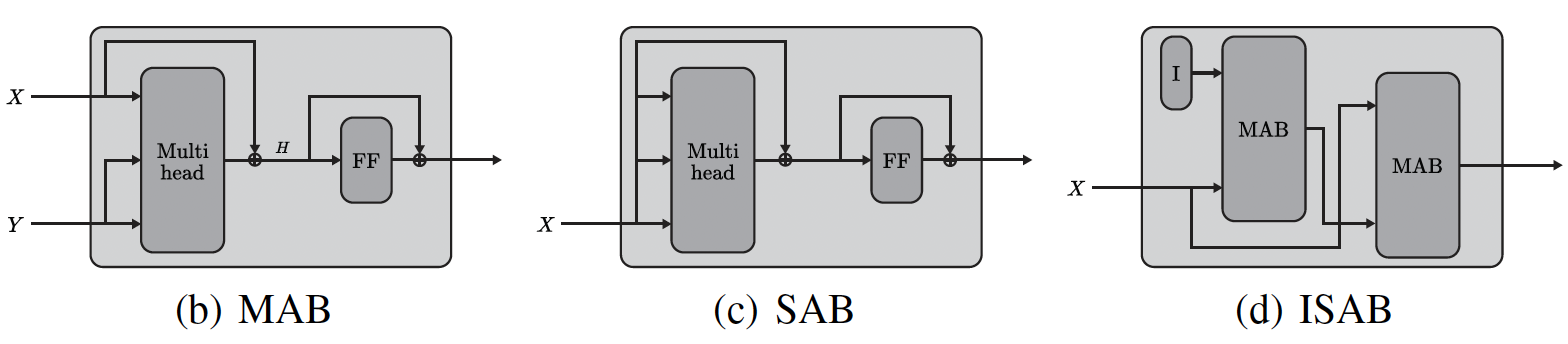 X
Y
Multi
head
H
FF
(b) MAB
X
Multi
head
FF
(c) SAB
I
X
MAB
MAB
(d) ISAB